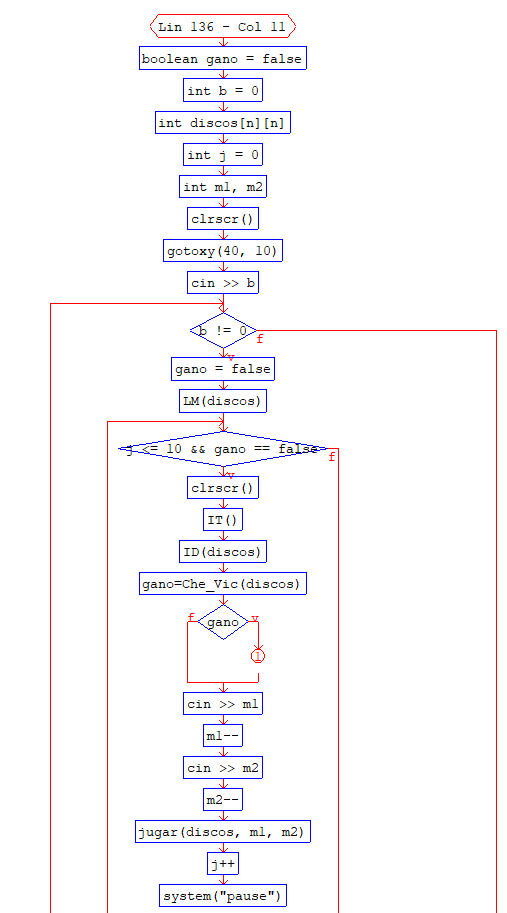 Lin 136 - Col 11
boolean gano = false
int b = 0
int discos[n][n]
int j = 0
int m1, m2
clrscr()
gotoxy(40, 10)
cin >> b
b != 0
f
v
gano = false
LM(discos)
j <= 10 && gano == false
f
v
clrscr()
IT()
ID(discos)
gano=Che_Vic(discos)
f
gano
v
1
cin >> m1
m1--
cin >> m2
m2--
jugar(discos, m1, m2)
j++
system("pause")